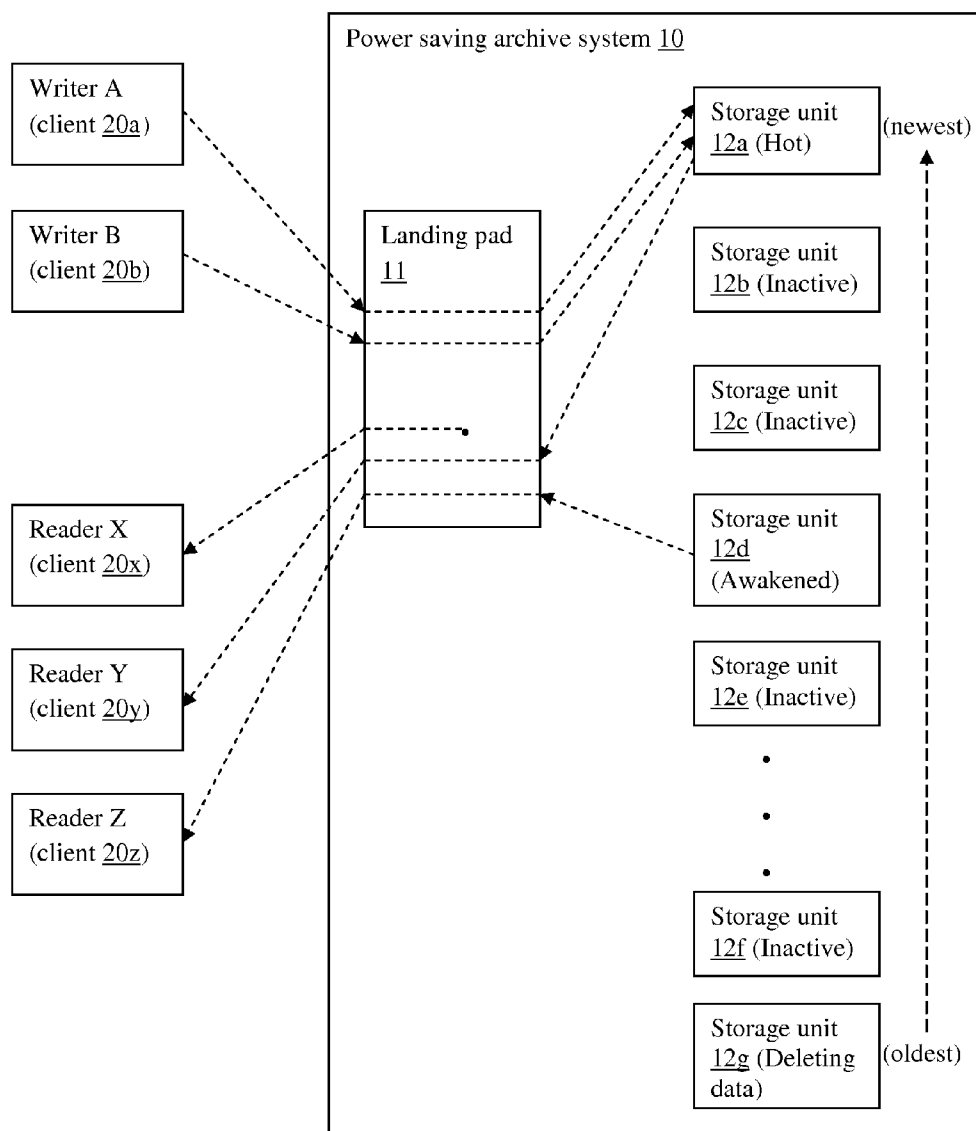 Power saving archive system 10
Writer A
(client 20a)
Writer B
(client 20b)
Reader X
(client 20x)
Reader Y
(client 20y)
Reader Z
(client 20z)
Landing pad
11
Storage unit
12a (Hot)
(newest)
Storage unit
12b (Inactive)
Storage unit
12c (Inactive)
Storage unit
12d
(Awakened)
Storage unit
12e (Inactive)
Storage unit
12f (Inactive)
Storage unit
12g (Deleting
data)
(oldest)